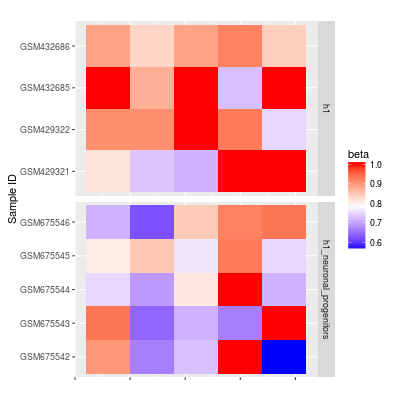 Sample ID
GSM432686
GSM432685
GSM429322
GSM429321
h1
GSM675546
GSM675545
GSM675544
GSM675543
GSM675542
h1_neuronal_progenitors
beta
1.0
0.9
0.8
0.7
0.6